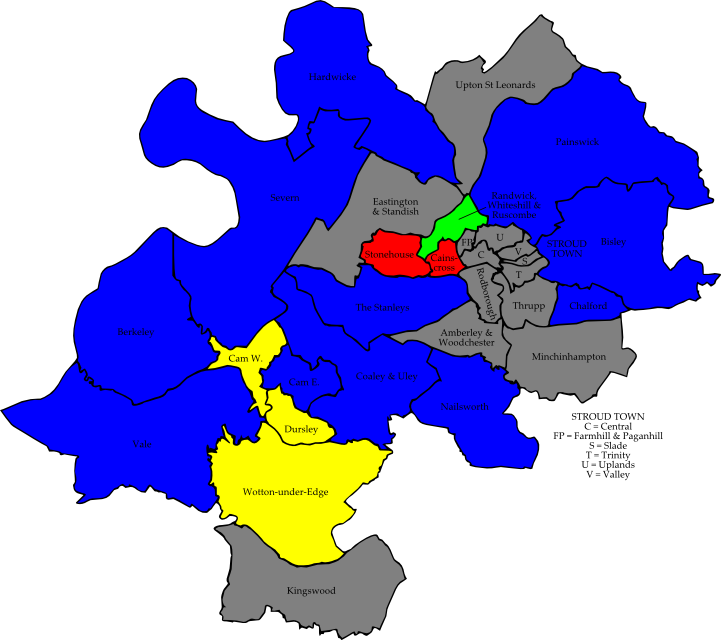 Hardwicke
Upton St Leonards
Painswick
Severn
Eastington
& Standish
Randwick
Whiteshill &
Ruscombe
FP
U
V
S
C
T
STROUD
TOWN
Bisley
Stonehouse
Cains-
cross
Rodborough
Thrupp
Chalford
The Stanleys
Berkeley
Amberley &
Woodchester
Minchinhampton
Cam W.
Cam E.
Coaley & Uley
Nailsworth
Vale
Dursley
STROUD TOWN
C = Central
FP = Farmhill & Paganhill
S = Slade
T = Trinity
U = Uplands
V = Valley
Wotton-under-Edge
Kingswood